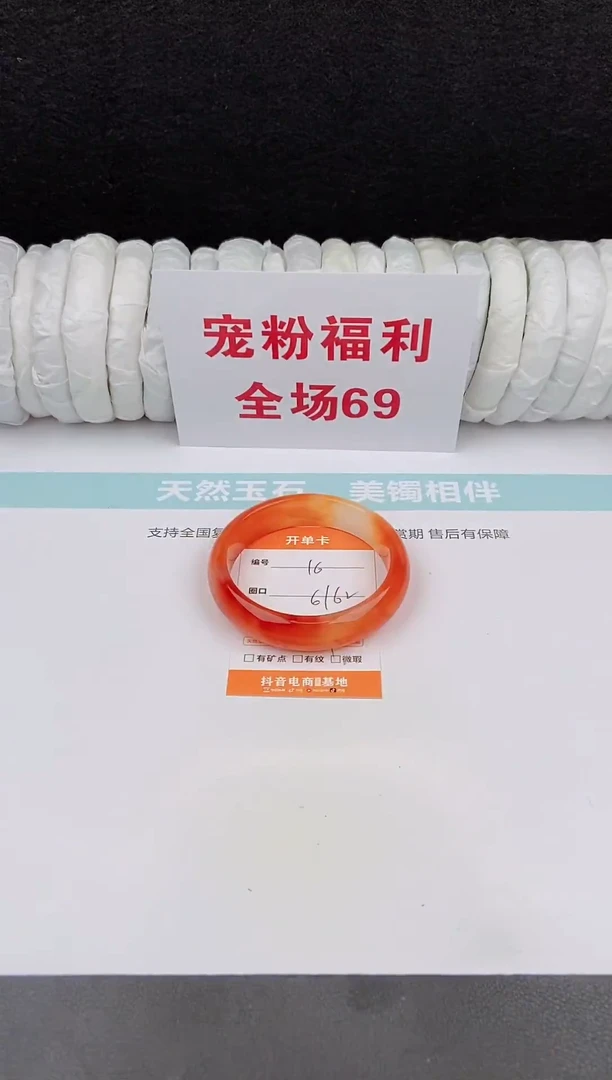 宠粉福利
全场69
天然玉石 美镯相伴
支持全国复 赏期 售后有保障
开单卡
编号 16
圈口 61/62
□有矿点 □有纹 □微瑕
抖音电商 基地